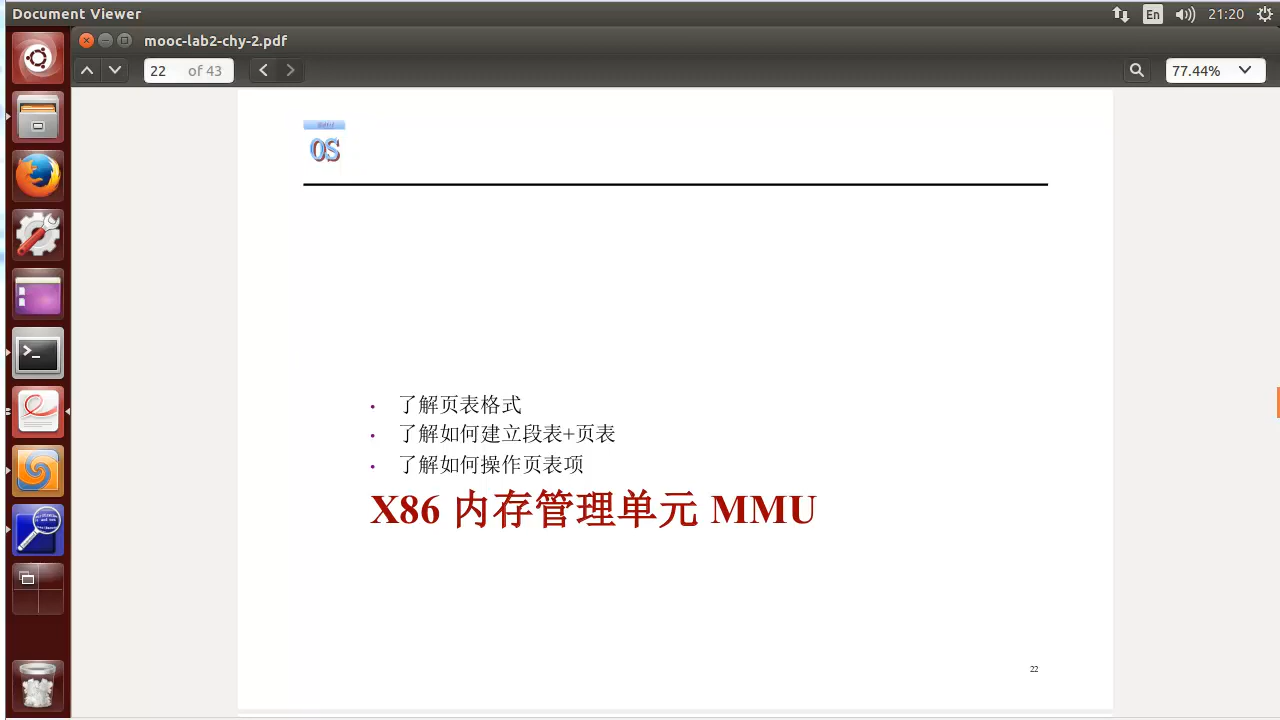 Document Viewer
En
21:20
mooc-lab2-chy-2.pdf
22 of 43
77.44%
OS
• 了解页表格式
• 了解如何建立段表+页表
• 了解如何操作页表项
X86 内存管理单元 MMU
22